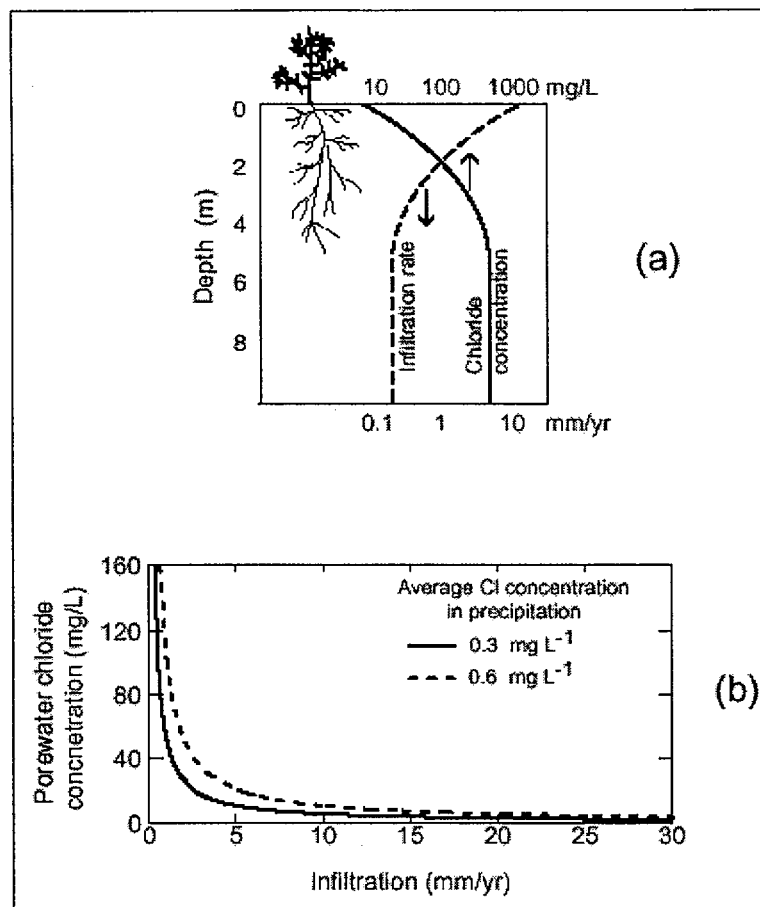 10 100 1000 mg/L
0
2
4
6
8
Depth (m)
Infiltration rate
Chloride
concentration
(a)
0.1 1 10 mm/yr
160
120
80
40
0
Porewater chloride
concnetration (mg/L)
Average Cl concentration
in precipitation
0.3 mg L-1
0.6 mg L-1
(b)
0 5 10 15 20 25 30
Infiltration (mm/yr)